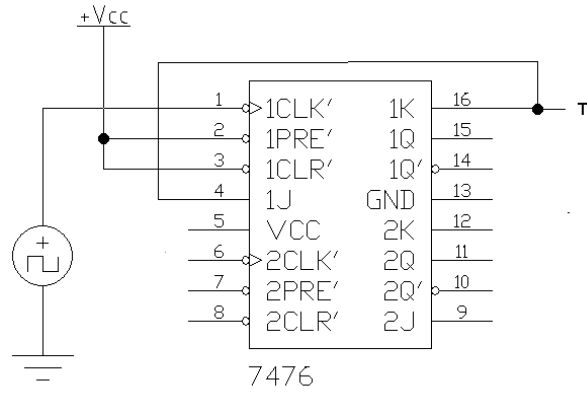 +Vcc
1 1CLK' 1K 16
T
2 1PRE' 1Q 15
3 1CLR' 1Q' 14
4 1J GND 13
5 VCC 2K 12
6 2CLK' 2Q 11
7 2PRE' 2Q' 10
8 2CLR' 2J 9
+
7476